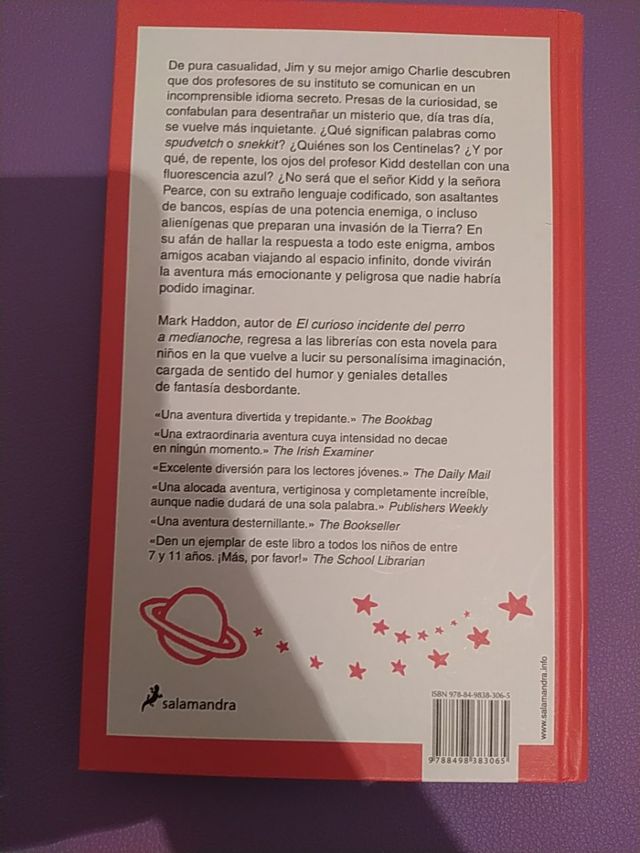 De pura casualidad, Jim y su mejor amigo Charlie descubren
que dos profesores de su instituto se comunican en un
incomprensible idioma secreto. Presas de la curiosidad, se
confabulan para desentrañar un misterio que, día tras día,
se vuelve más inquietante. ¿Qué significan palabras como
spudvetch o snekkit? ¿Quiénes son los Centinelas? ¿Y por
qué, de repente, los ojos del profesor Kidd destellan con una
fluorescencia azul? ¿No será que el señor Kidd y la señora
Pearce, con su extraño lenguaje codificado, son asaltantes
de bancos, espías de una potencia enemiga, o incluso
alienígenas que preparan una invasión de la Tierra? En
su afán de hallar la respuesta a todo este enigma, ambos
amigos acaban viajando al espacio infinito, donde vivirán
la aventura más emocionante y peligrosa que nadie habría
podido imaginar.
Mark Haddon, autor de El curioso incidente del perro
a medianoche, regresa a las librerías con esta novela para
niños en la que vuelve a lucir su personalísima imaginación,
cargada de sentido del humor y geniales detalles
de fantasía desbordante.
«Una aventura divertida y trepidante.» The Bookbag
«Una extraordinaria aventura cuya intensidad no decae
en ningún momento.» The Irish Examiner
«Excelente diversión para los lectores jóvenes.» The Daily Mail
«Una alocada aventura, vertiginosa y completamente increíble,
aunque nadie dudará de una sola palabra.» Publishers Weekly
«Una aventura desternillante.» The Bookseller
«Den un ejemplar de este libro a todos los niños de entre
7 y 11 años. ¡Más, por favor!» The School Librarian
salamandra
ISBN 978-84-9838-306-5
9 788498 383065
www.salamandra.info